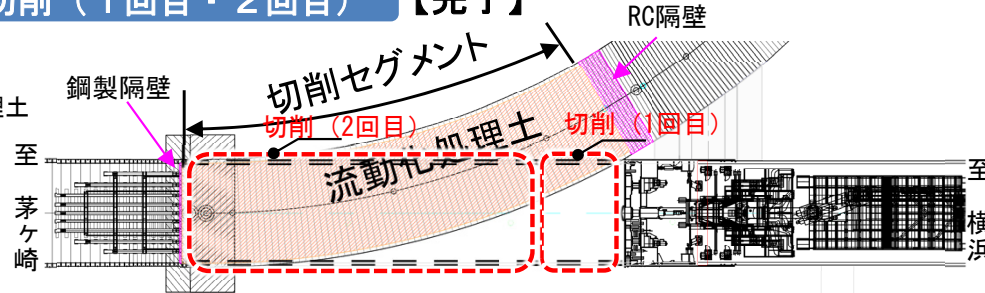 切削（1回目・2回目）【完了】
RC隔壁
切削セグメント
鋼製隔壁
理土
切削（2回目）
切削（1回目）
流動化処理土
至 茅ヶ崎
至 横浜